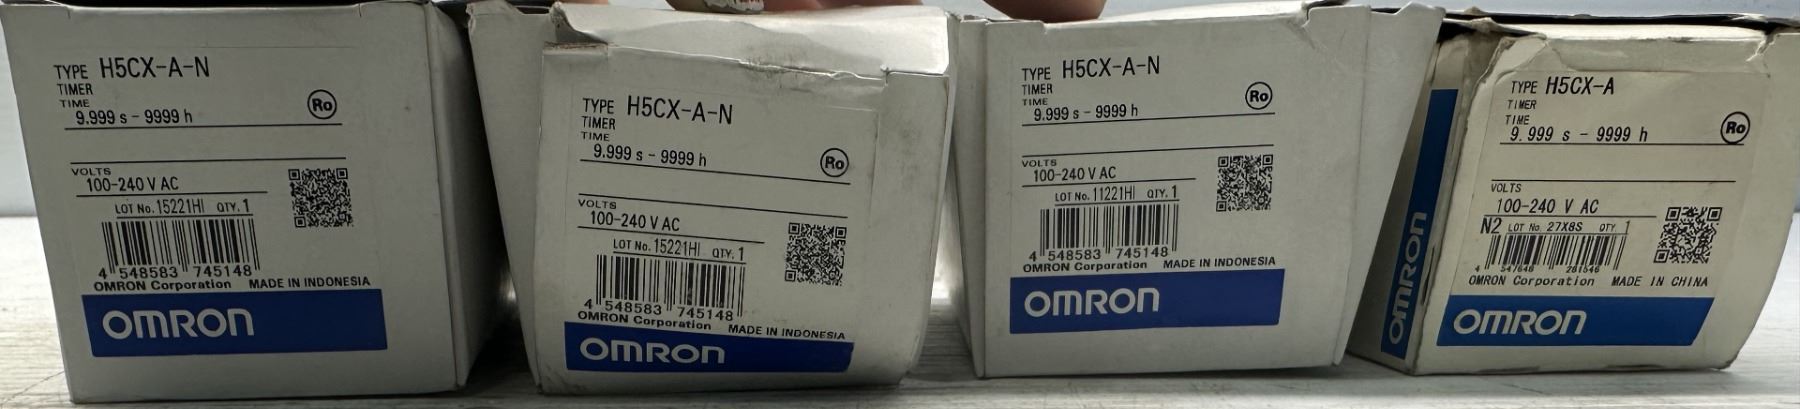 TYPE H5CX-A-N
TIMER
TIME
9.999 s - 9999 h
Ro
VOLTS
100-240 V AC
LOT No. 15221HI QTY. 1
4 548583 745148
OMRON Corporation MADE IN INDONESIA
OMRON
TYPE H5CX-A-N
TIMER
TIME
9.999 s - 9999 h
Ro
VOLTS
100-240 V AC
LOT No. 15221HI QTY. 1
4 548583 745148
OMRON Corporation MADE IN INDONESIA
OMRON
TYPE H5CX-A-N
TIMER
TIME
9.999 s - 9999 h
Ro
VOLTS
100-240 V AC
LOT No. 11221HI QTY. 1
4 548583 745148
OMRON Corporation MADE IN INDONESIA
OMRON
OMRON
TYPE H5CX-A
TIMER
TIME
9.999 s - 9999 h
Ro
VOLTS
100-240 V AC
N2 LOT No. 27X8S QTY 1
4 547648 281546
OMRON Corporation MADE IN CHINA
OMRON